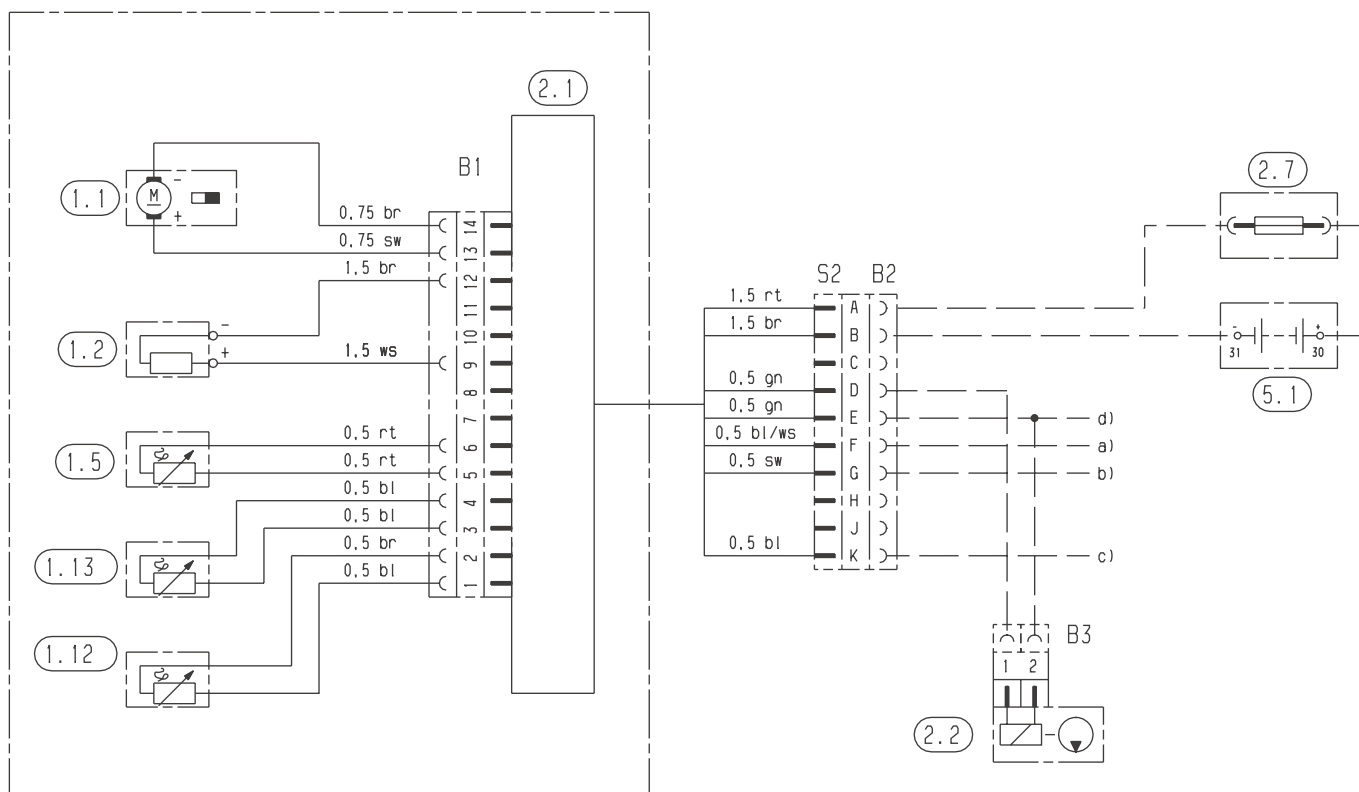 2.1
B1
1.1
M
-
+
0,75 br
14
0,75 sw
13
1,5 br
12
11
10
1.2
-
+
1,5 ws
9
8
7
1.5
0,5 rt
6
0,5 rt
5
0,5 bl
4
1.13
0,5 bl
3
0,5 br
2
0,5 bl
1
1.12
S2
B2
1,5 rt
A
1,5 br
B
C
0,5 gn
D
0,5 gn
E
0,5 bl/ws
F
0,5 sw
G
H
J
0,5 bl
K
2.7
-
+
31
30
5.1
d)
a)
b)
c)
B3
1 2
2.2